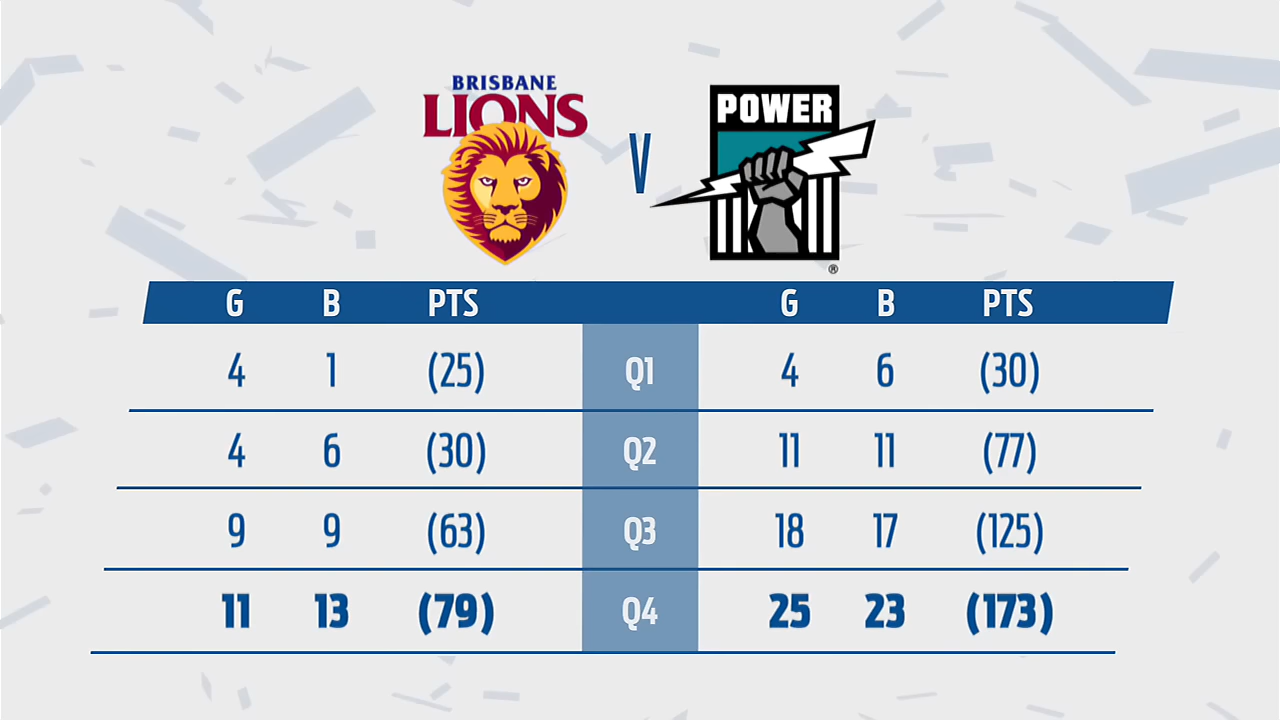 BRISBANE
LIONS
V
POWER
®
G B PTS G B PTS
4 1 (25) Q1 4 6 (30)
4 6 (30) Q2 11 11 (77)
9 9 (63) Q3 18 17 (125)
11 13 (79) Q4 25 23 (173)